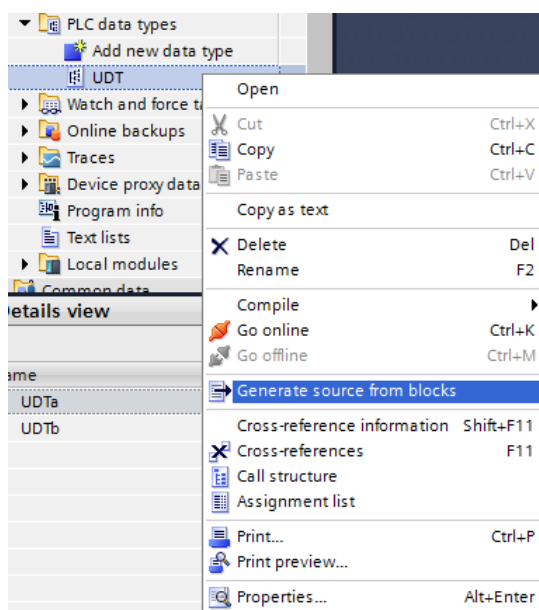 PLC data types
Add new data type
UDT
Watch and force ta
Online backups
Traces
Device proxy data
Program info
Text lists
Local modules
Common data
etails view
ame
UDTa
UDTb
Open
Cut Ctrl+X
Copy Ctrl+C
Paste Ctrl+V
Copy as text
Delete Del
Rename F2
Compile
Go online Ctrl+K
Go offline Ctrl+M
Generate source from blocks
Cross-reference information Shift+F11
Cross-references F11
Call structure
Assignment list
Print... Ctrl+P
Print preview...
Properties... Alt+Enter